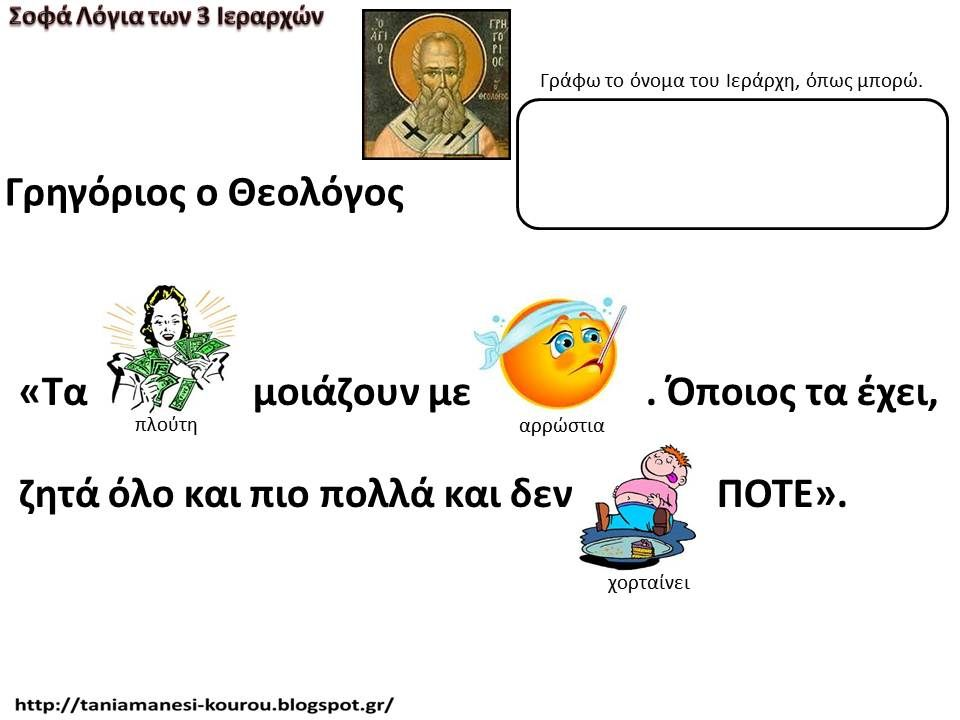 Σοφά Λόγια των 3 Ιεραρχών
Ο ΑΓΙΟΣ ΓΡΗΓΟΡΙΟΣ Ο ΘΕΟΛΟΓΟΣ
Γράφω το όνομα του Ιεράρχη, όπως μπορώ.
Γρηγόριος ο Θεολόγος
«Τα μοιάζουν με . Όποιος τα έχει,
πλούτη αρρώστια
ζητά όλο και πιο πολλά και δεν ΠΟΤΕ».
χορταίνει
http://taniamanesi-kourou.blogspot.gr/